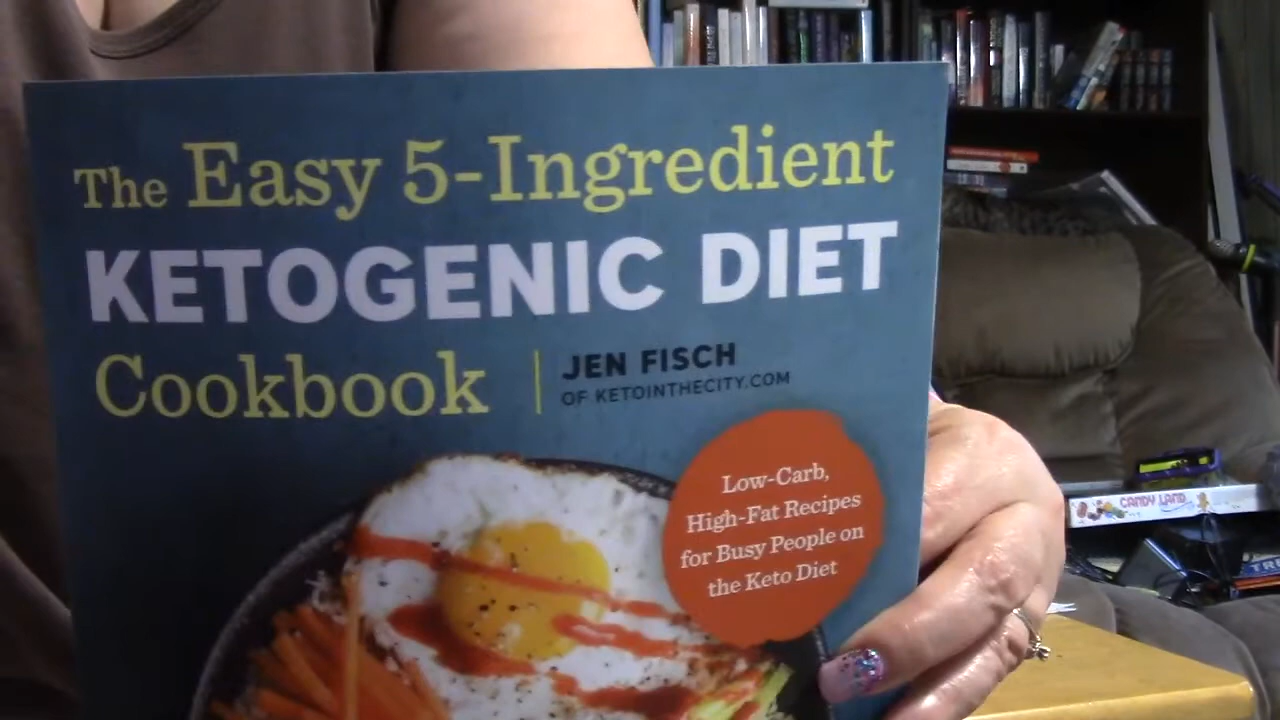 The Easy 5-Ingredient
KETOGENIC DIET
Cookbook
JEN FISCH
OF KETOINTHECITY.COM
Low-Carb,
High-Fat Recipes
for Busy People on
the Keto Diet
CANDY LAND